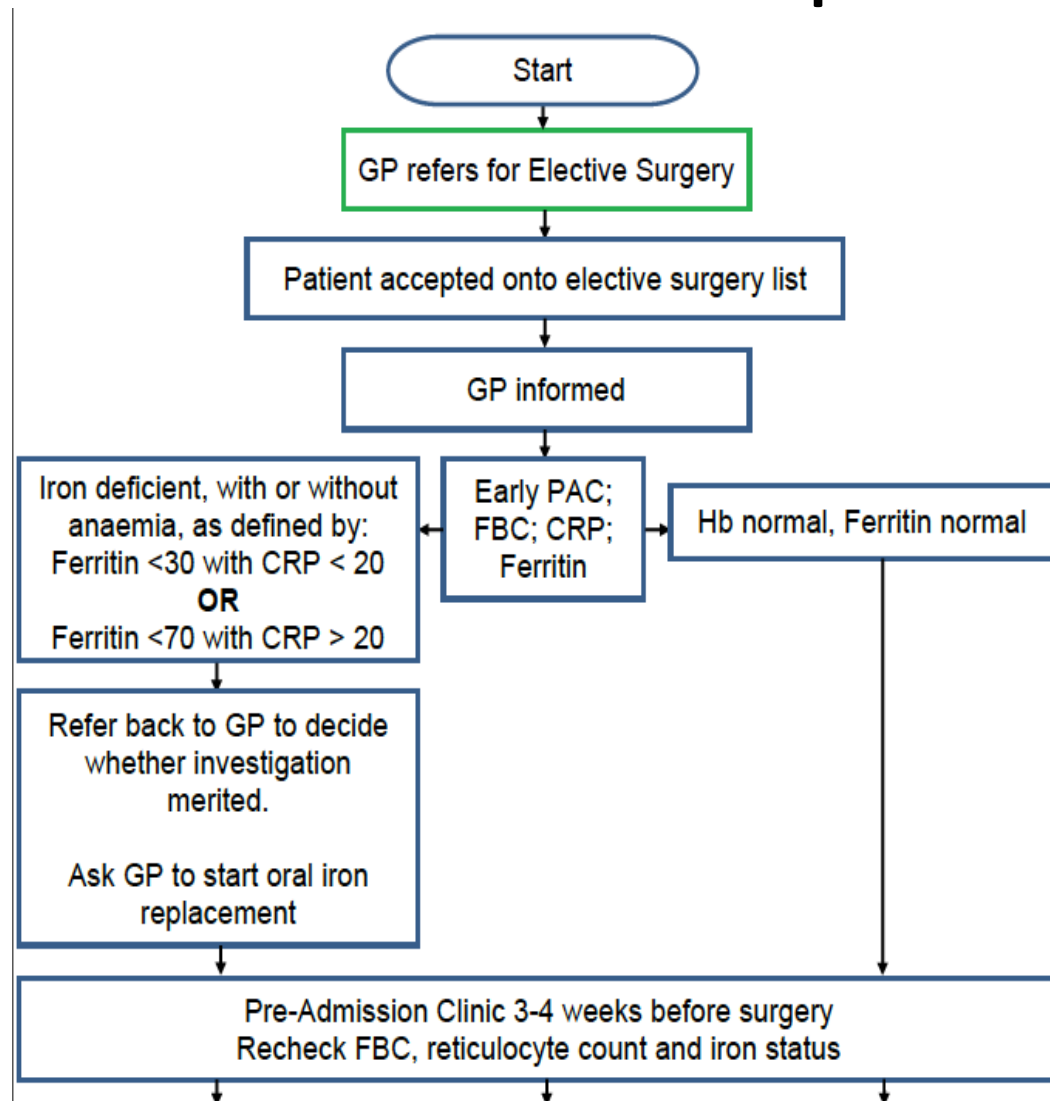 Start
GP refers for Elective Surgery
Patient accepted onto elective surgery list
GP informed
Iron deficient, with or without
anaemia, as defined by:
Ferritin <30 with CRP < 20
OR
Ferritin <70 with CRP > 20
Early PAC;
FBC; CRP;
Ferritin
Hb normal, Ferritin normal
Refer back to GP to decide
whether investigation
merited.
Ask GP to start oral iron
replacement
Pre-Admission Clinic 3-4 weeks before surgery
Recheck FBC, reticulocyte count and iron status